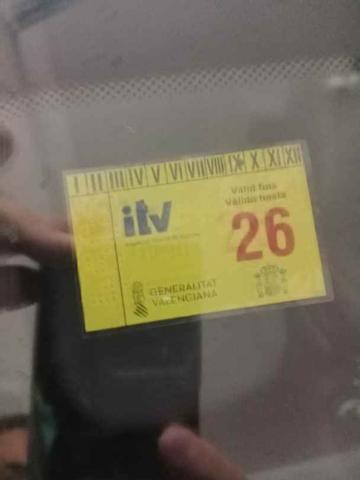 I II III IV V VI VII VIII IX X XI XII
Vàlid fins
Válido hasta
itv
26
GENERALITAT
VALENCIANA